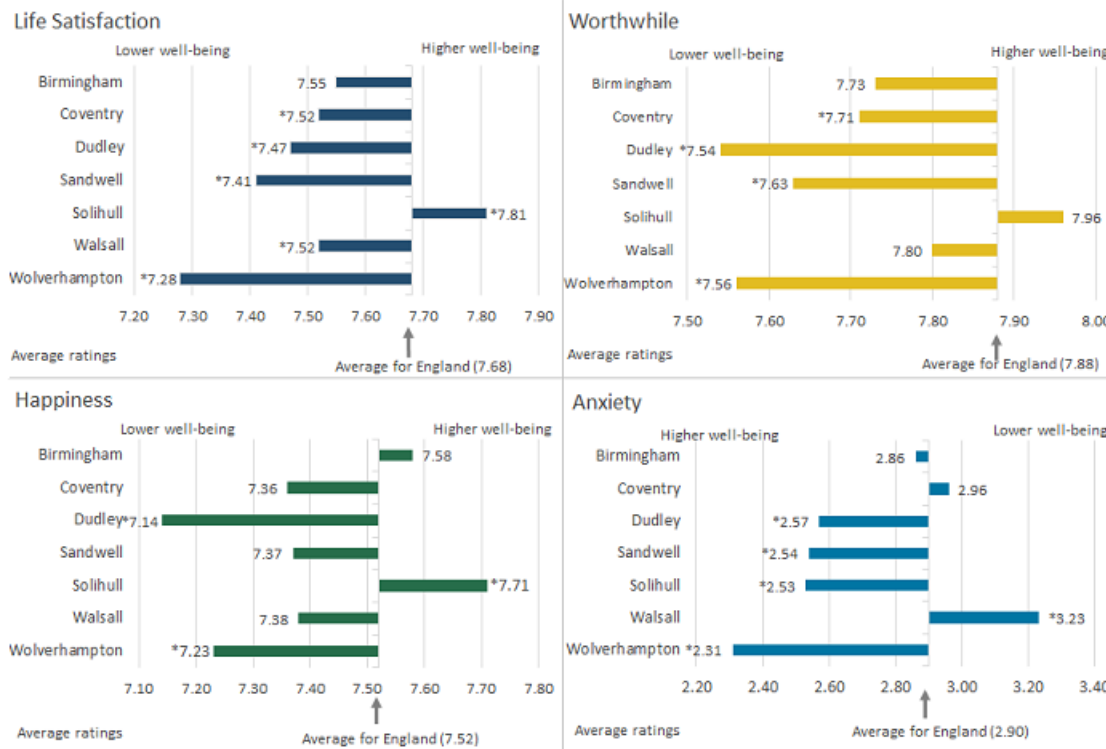 Life Satisfaction
Lower well-being
Higher well-being
Birmingham 7.55
Coventry *7.52
Dudley *7.47
Sandwell *7.41
Solihull *7.81
Walsall *7.52
Wolverhampton *7.28
7.20 7.30 7.40 7.50 7.60 7.70 7.80 7.90
Average ratings
Average for England (7.68)
Worthwhile
Lower well-being
Higher well-being
Birmingham 7.73
Coventry *7.71
Dudley *7.54
Sandwell *7.63
Solihull 7.96
Walsall 7.80
Wolverhampton *7.56
7.50 7.60 7.70 7.80 7.90 8.00
Average ratings
Average for England (7.88)
Happiness
Lower well-being
Higher well-being
Birmingham 7.58
Coventry 7.36
Dudley *7.14
Sandwell 7.37
Solihull *7.71
Walsall 7.38
Wolverhampton *7.23
7.10 7.20 7.30 7.40 7.50 7.60 7.70 7.80
Average ratings
Average for England (7.52)
Anxiety
Higher well-being
Lower well-being
Birmingham 2.86
Coventry 2.96
Dudley *2.57
Sandwell *2.54
Solihull *2.53
Walsall *3.23
Wolverhampton *2.31
2.20 2.40 2.60 2.80 3.00 3.20 3.40
Average ratings
Average for England (2.90)